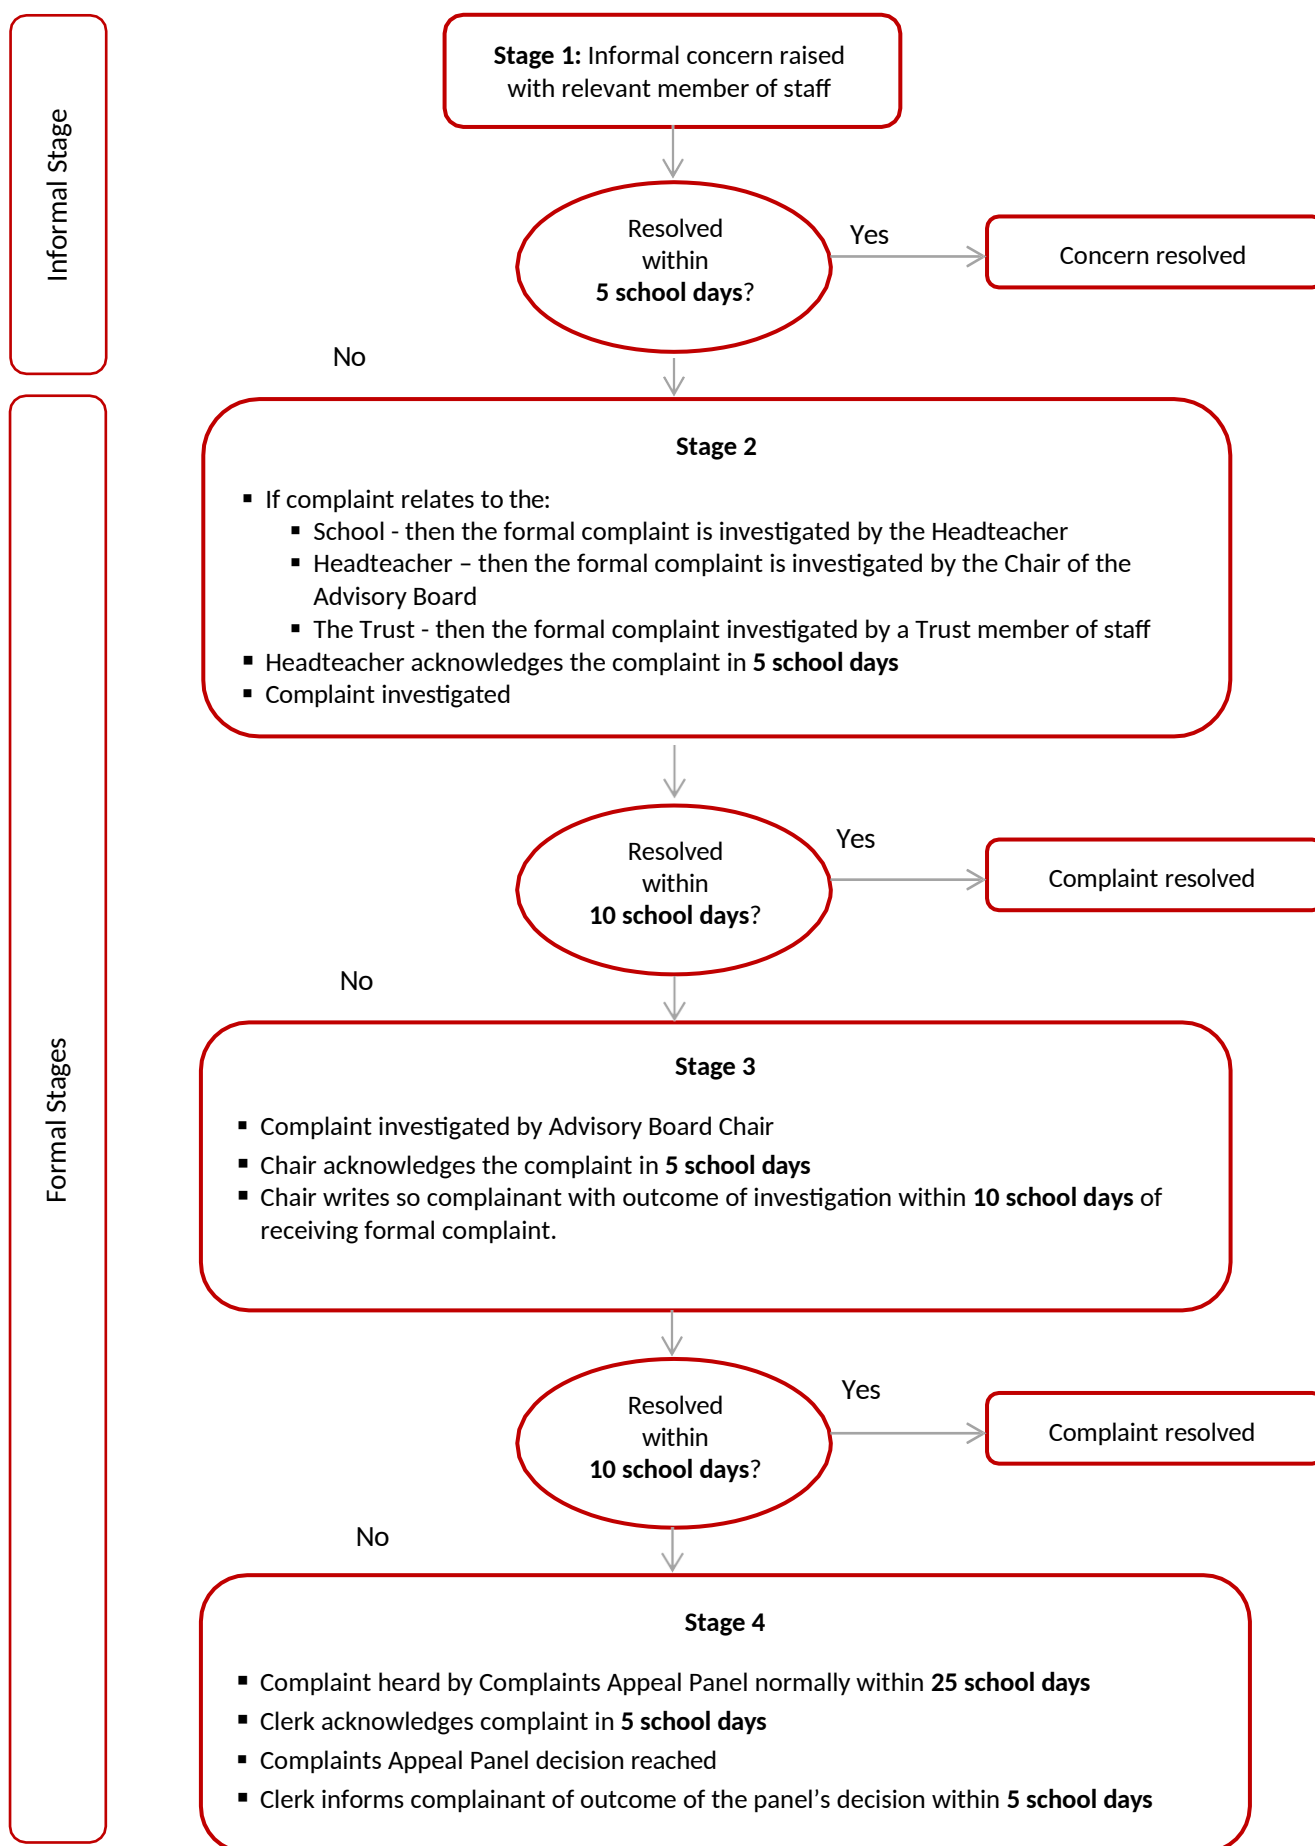 Informal Stage
Stage 1: Informal concern raised
with relevant member of staff
Resolved
within
5 school days?
Yes
Concern resolved
No
Formal Stages
Stage 2
▪ If complaint relates to the:
▪ School - then the formal complaint is investigated by the Headteacher
▪ Headteacher – then the formal complaint is investigated by the Chair of the
Advisory Board
▪ The Trust - then the formal complaint investigated by a Trust member of staff
▪ Headteacher acknowledges the complaint in 5 school days
▪ Complaint investigated
Resolved
within
10 school days?
Yes
Complaint resolved
No
Stage 3
▪ Complaint investigated by Advisory Board Chair
▪ Chair acknowledges the complaint in 5 school days
▪ Chair writes so complainant with outcome of investigation within 10 school days of
receiving formal complaint.
Resolved
within
10 school days?
Yes
Complaint resolved
No
Stage 4
▪ Complaint heard by Complaints Appeal Panel normally within 25 school days
▪ Clerk acknowledges complaint in 5 school days
▪ Complaints Appeal Panel decision reached
▪ Clerk informs complainant of outcome of the panel’s decision within 5 school days